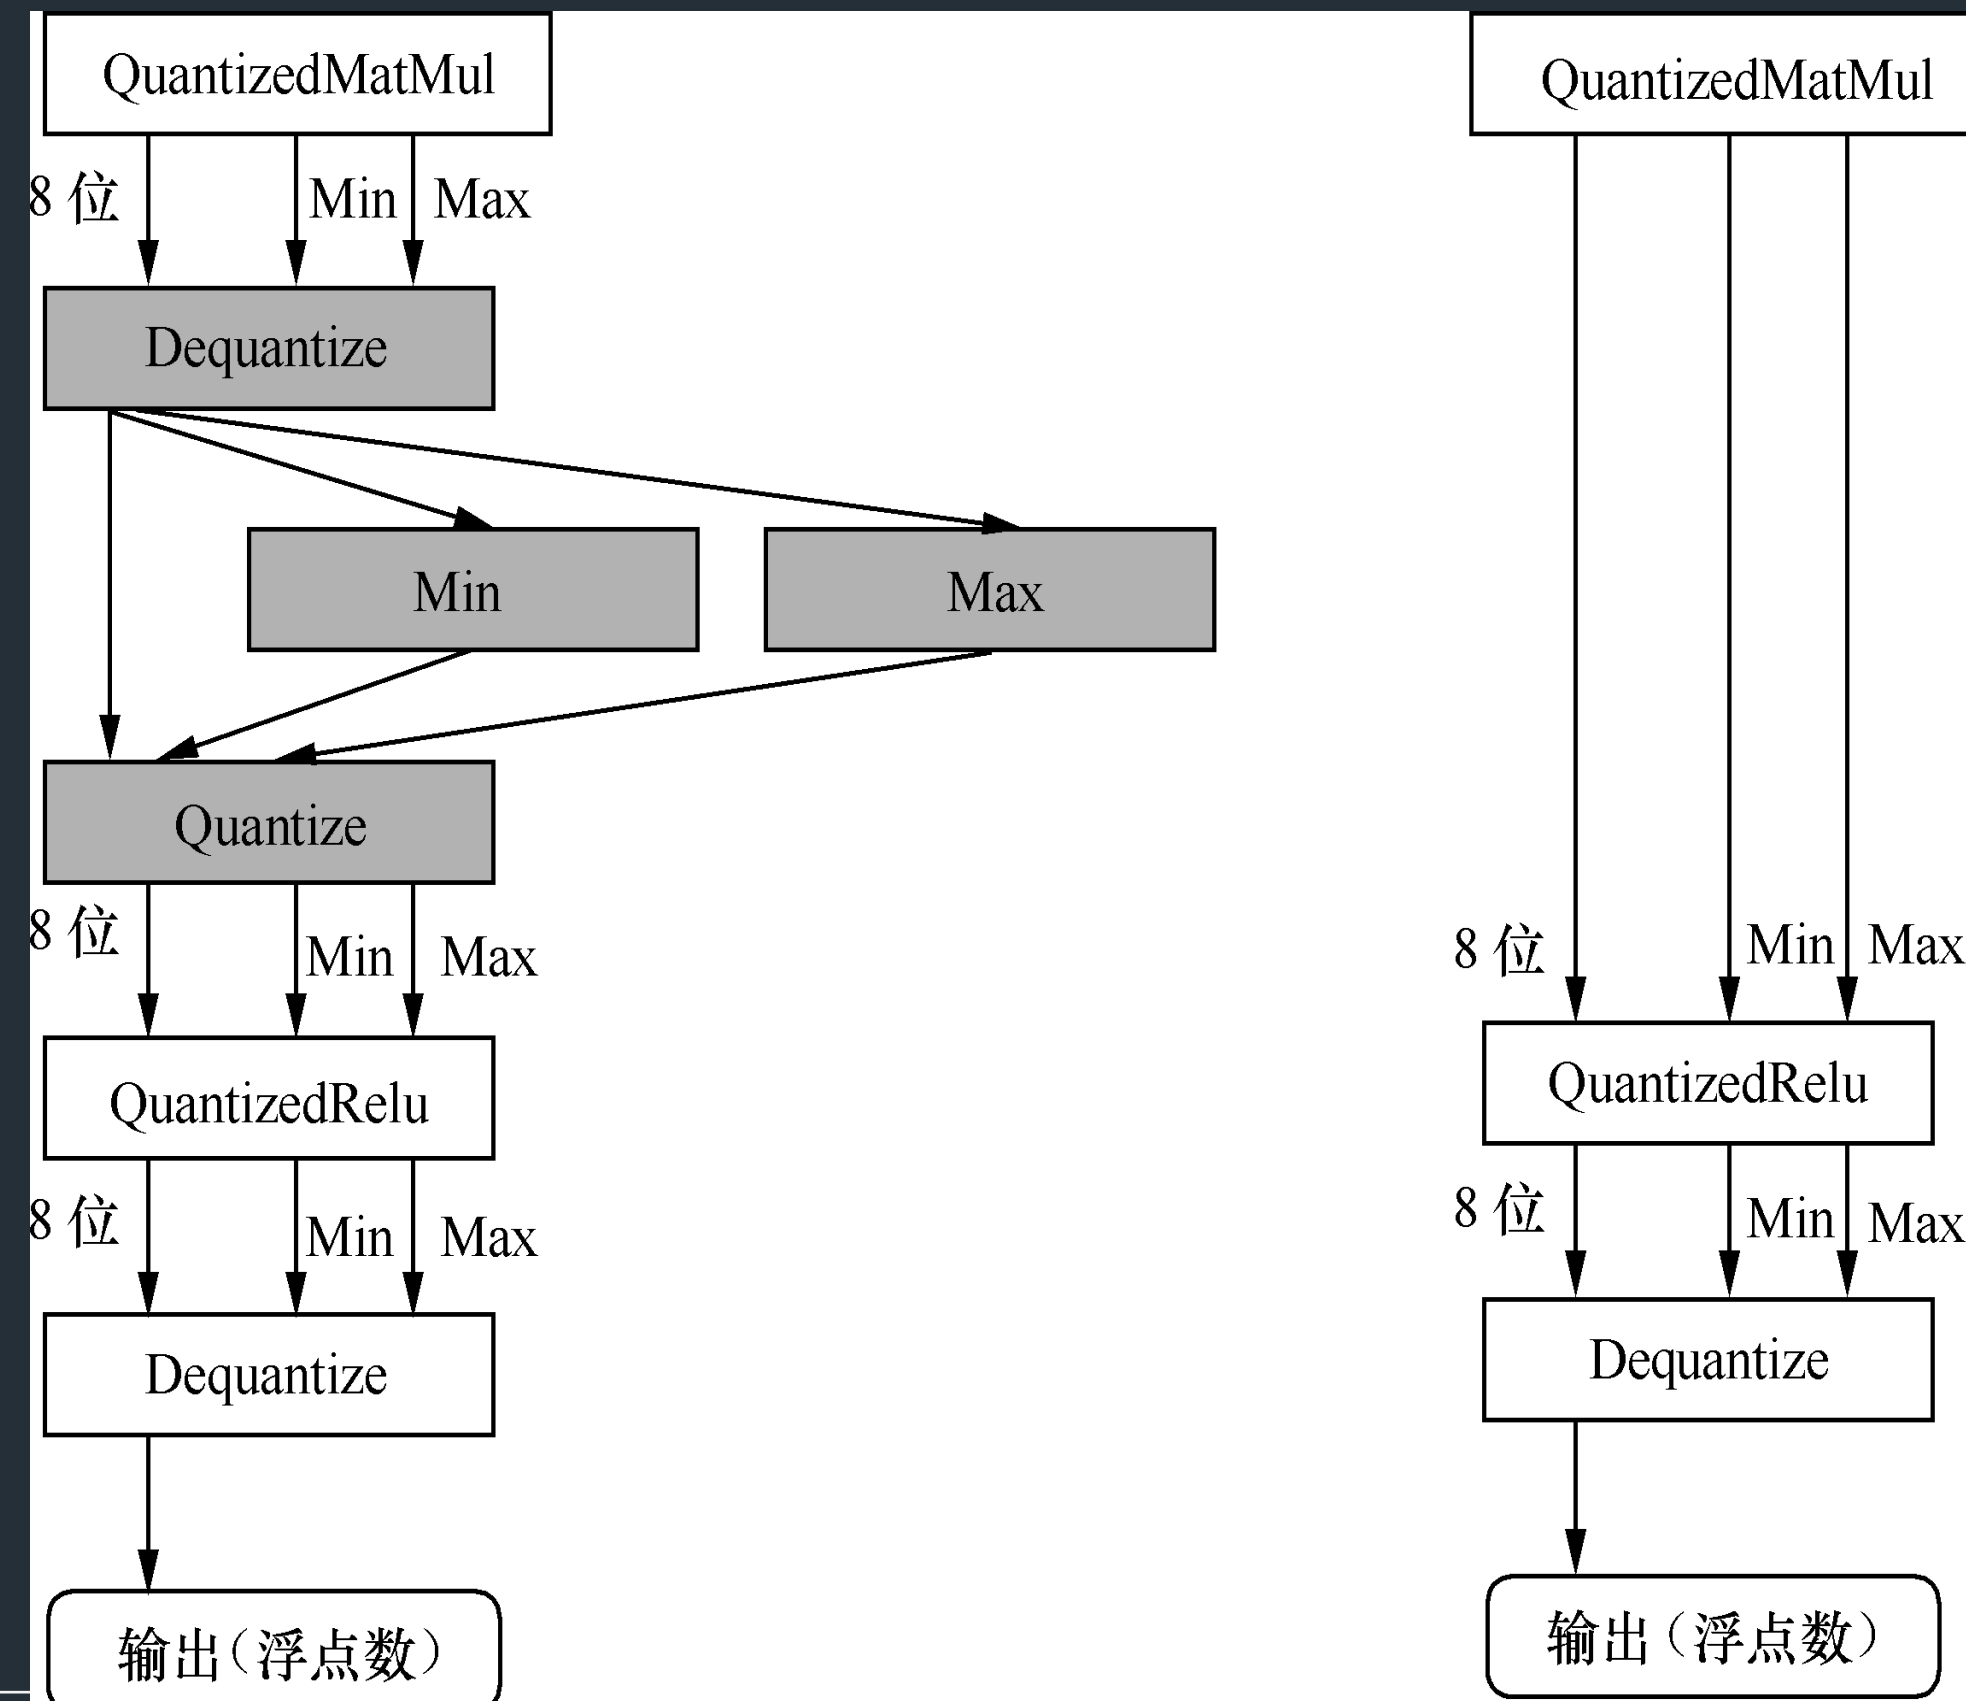 QuantizedMatMul
8 位 Min Max
Dequantize
Min Max
Quantize
8 位 Min Max
QuantizedRelu
8 位 Min Max
Dequantize
输出(浮点数)
QuantizedMatMul
8 位 Min Max
QuantizedRelu
8 位 Min Max
Dequantize
输出(浮点数)